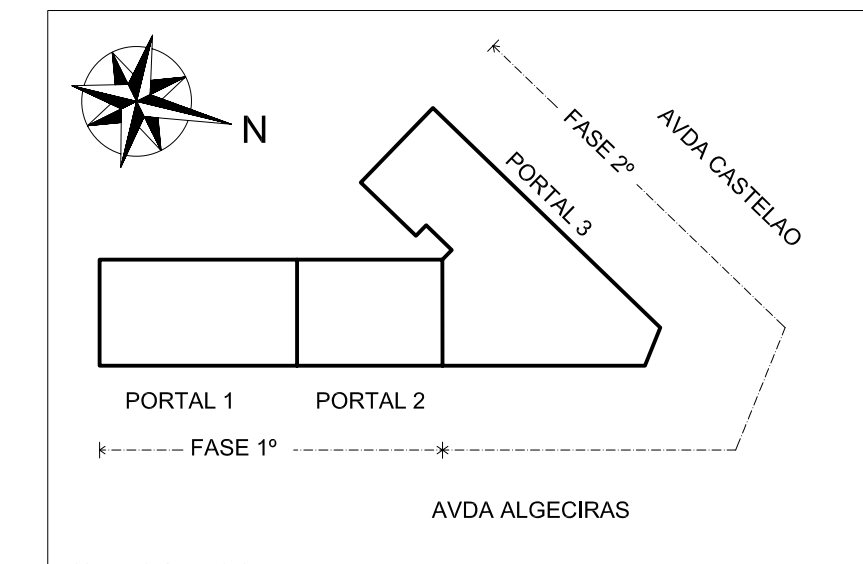 N
AVDA CASTELAO
FASE 2º
PORTAL 3
PORTAL 1
PORTAL 2
FASE 1º
AVDA ALGECIRAS